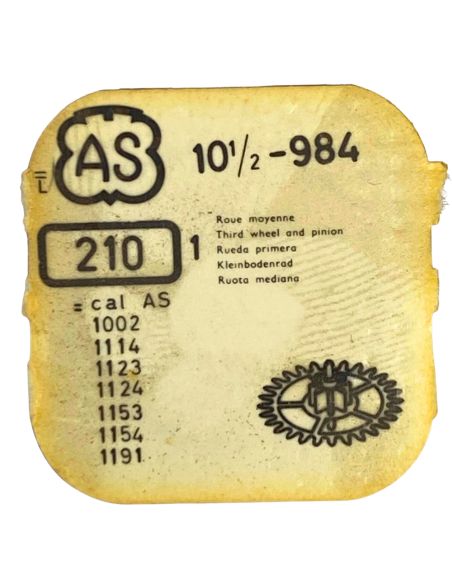 AS
10½-984
L
210 1
Roue moyenne
Third wheel and pinion
Rueda primera
Kleinbodenrad
Ruota mediana
= cal AS
1002
1114
1123
1124
1153
1154
1191